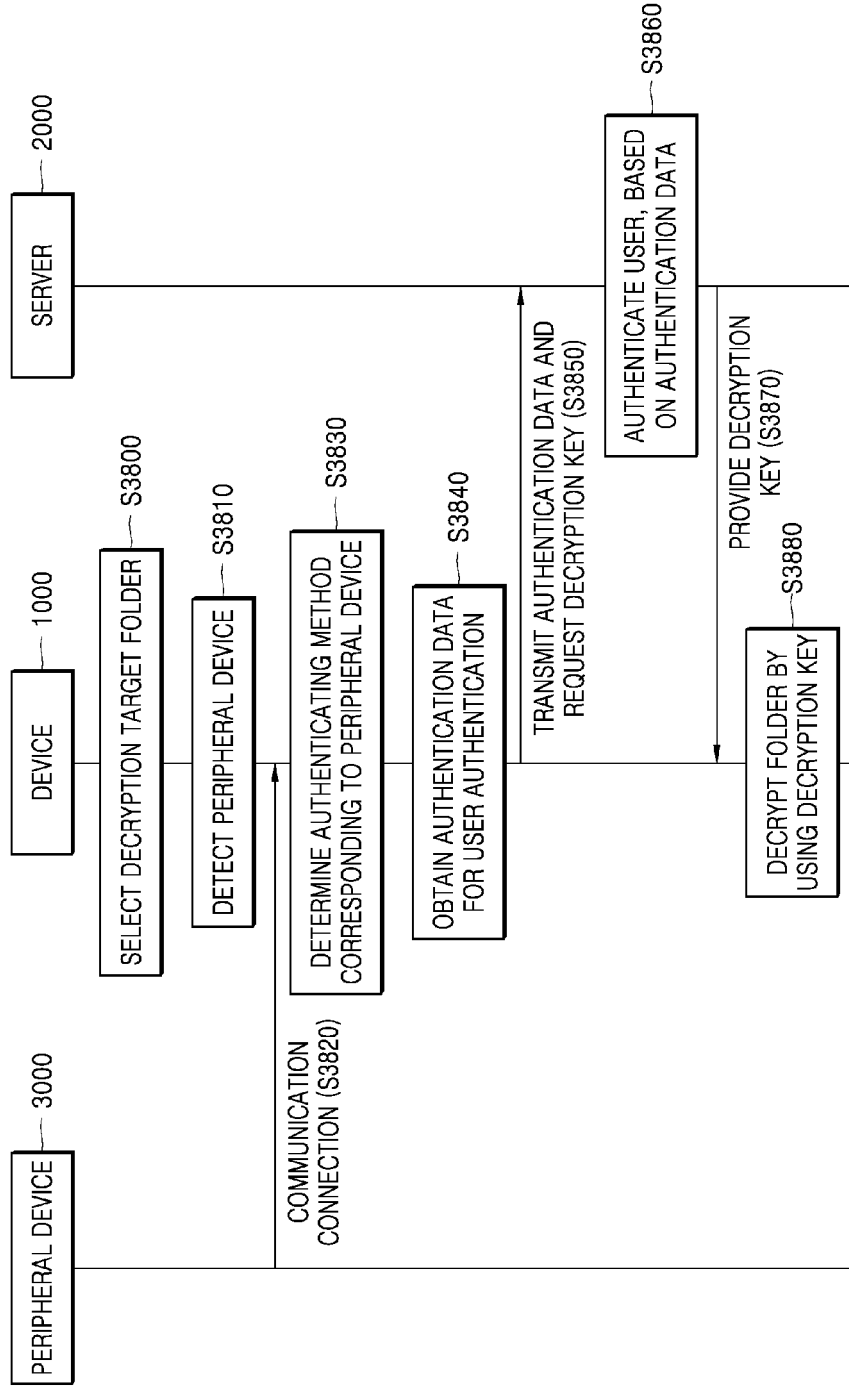 PERIPHERAL DEVICE
3000
DEVICE
1000
SERVER
2000
SELECT DECRYPTION TARGET FOLDER
S3800
DETECT PERIPHERAL DEVICE
S3810
COMMUNICATION
CONNECTION (S3820)
DETERMINE AUTHENTICATING METHOD
CORRESPONDING TO PERIPHERAL DEVICE
S3830
OBTAIN AUTHENTICATION DATA
FOR USER AUTHENTICATION
S3840
TRANSMIT AUTHENTICATION DATA AND
REQUEST DECRYPTION KEY (S3850)
AUTHENTICATE USER, BASED
ON AUTHENTICATION DATA
S3860
PROVIDE DECRYPTION
KEY (S3870)
DECRYPT FOLDER BY
USING DECRYPTION KEY
S3880